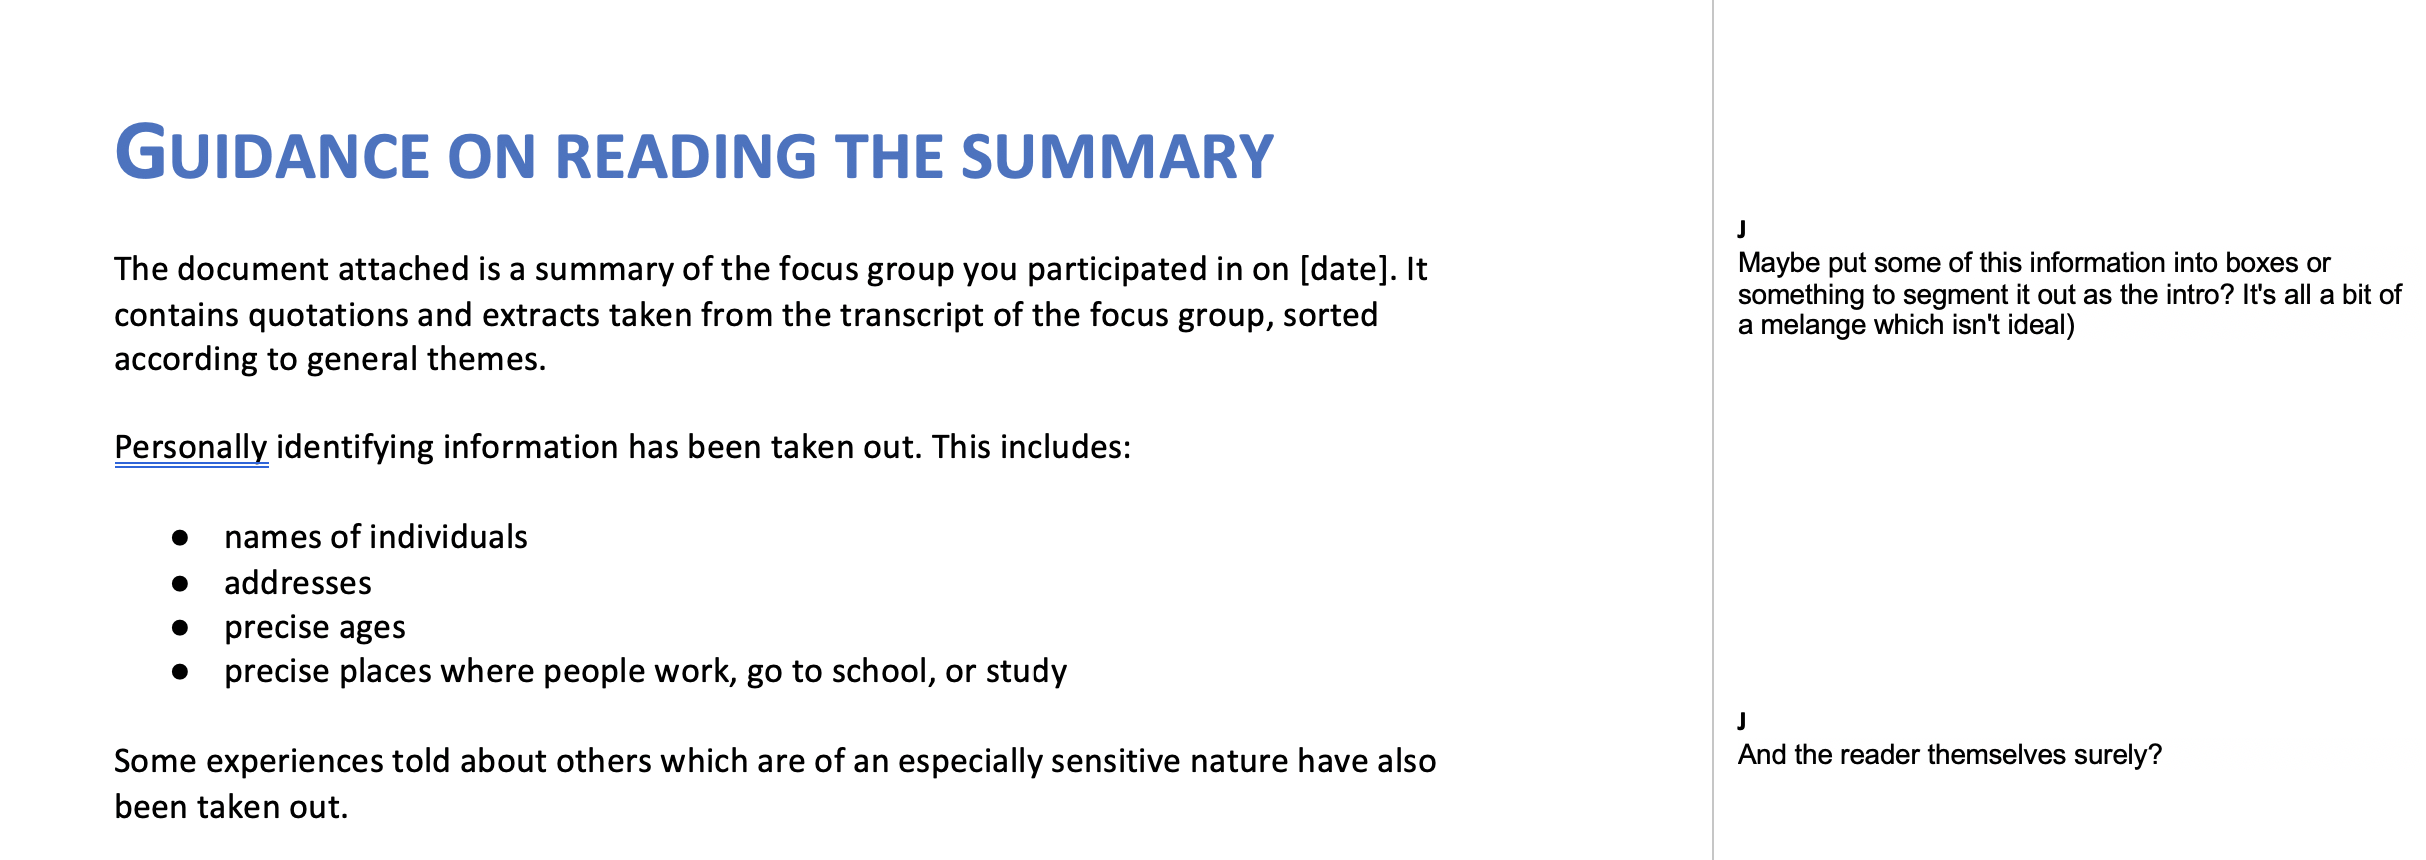 GUIDANCE ON READING THE SUMMARY
The document attached is a summary of the focus group you participated in on [date]. It
contains quotations and extracts taken from the transcript of the focus group, sorted
according to general themes.
Personally identifying information has been taken out. This includes:
● names of individuals
● addresses
● precise ages
● precise places where people work, go to school, or study
Some experiences told about others which are of an especially sensitive nature have also
been taken out.
J
Maybe put some of this information into boxes or
something to segment it out as the intro? It's all a bit of
a melange which isn't ideal)
J
And the reader themselves surely?